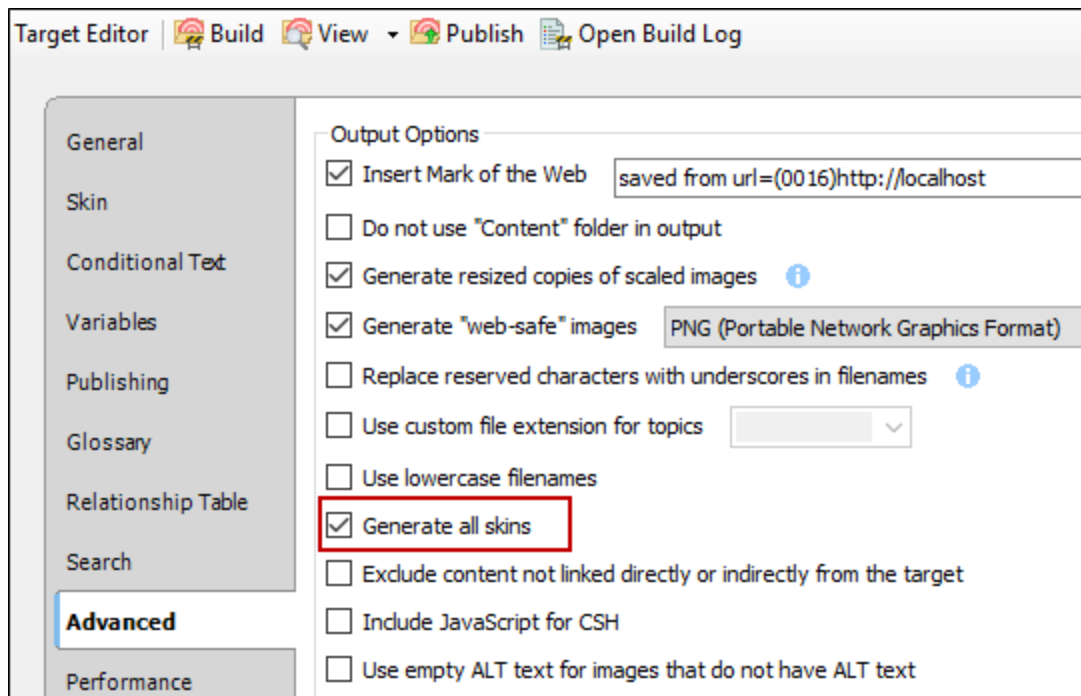 Target Editor Build View Publish Open Build Log
General
Skin
Conditional Text
Variables
Publishing
Glossary
Relationship Table
Search
Advanced
Performance
Output Options
Insert Mark of the Web saved from url=(0016)http://localhost
Do not use "Content" folder in output
Generate resized copies of scaled images
Generate "web-safe" images PNG (Portable Network Graphics Format)
Replace reserved characters with underscores in filenames
Use custom file extension for topics
Use lowercase filenames
Generate all skins
Exclude content not linked directly or indirectly from the target
Include JavaScript for CSH
Use empty ALT text for images that do not have ALT text